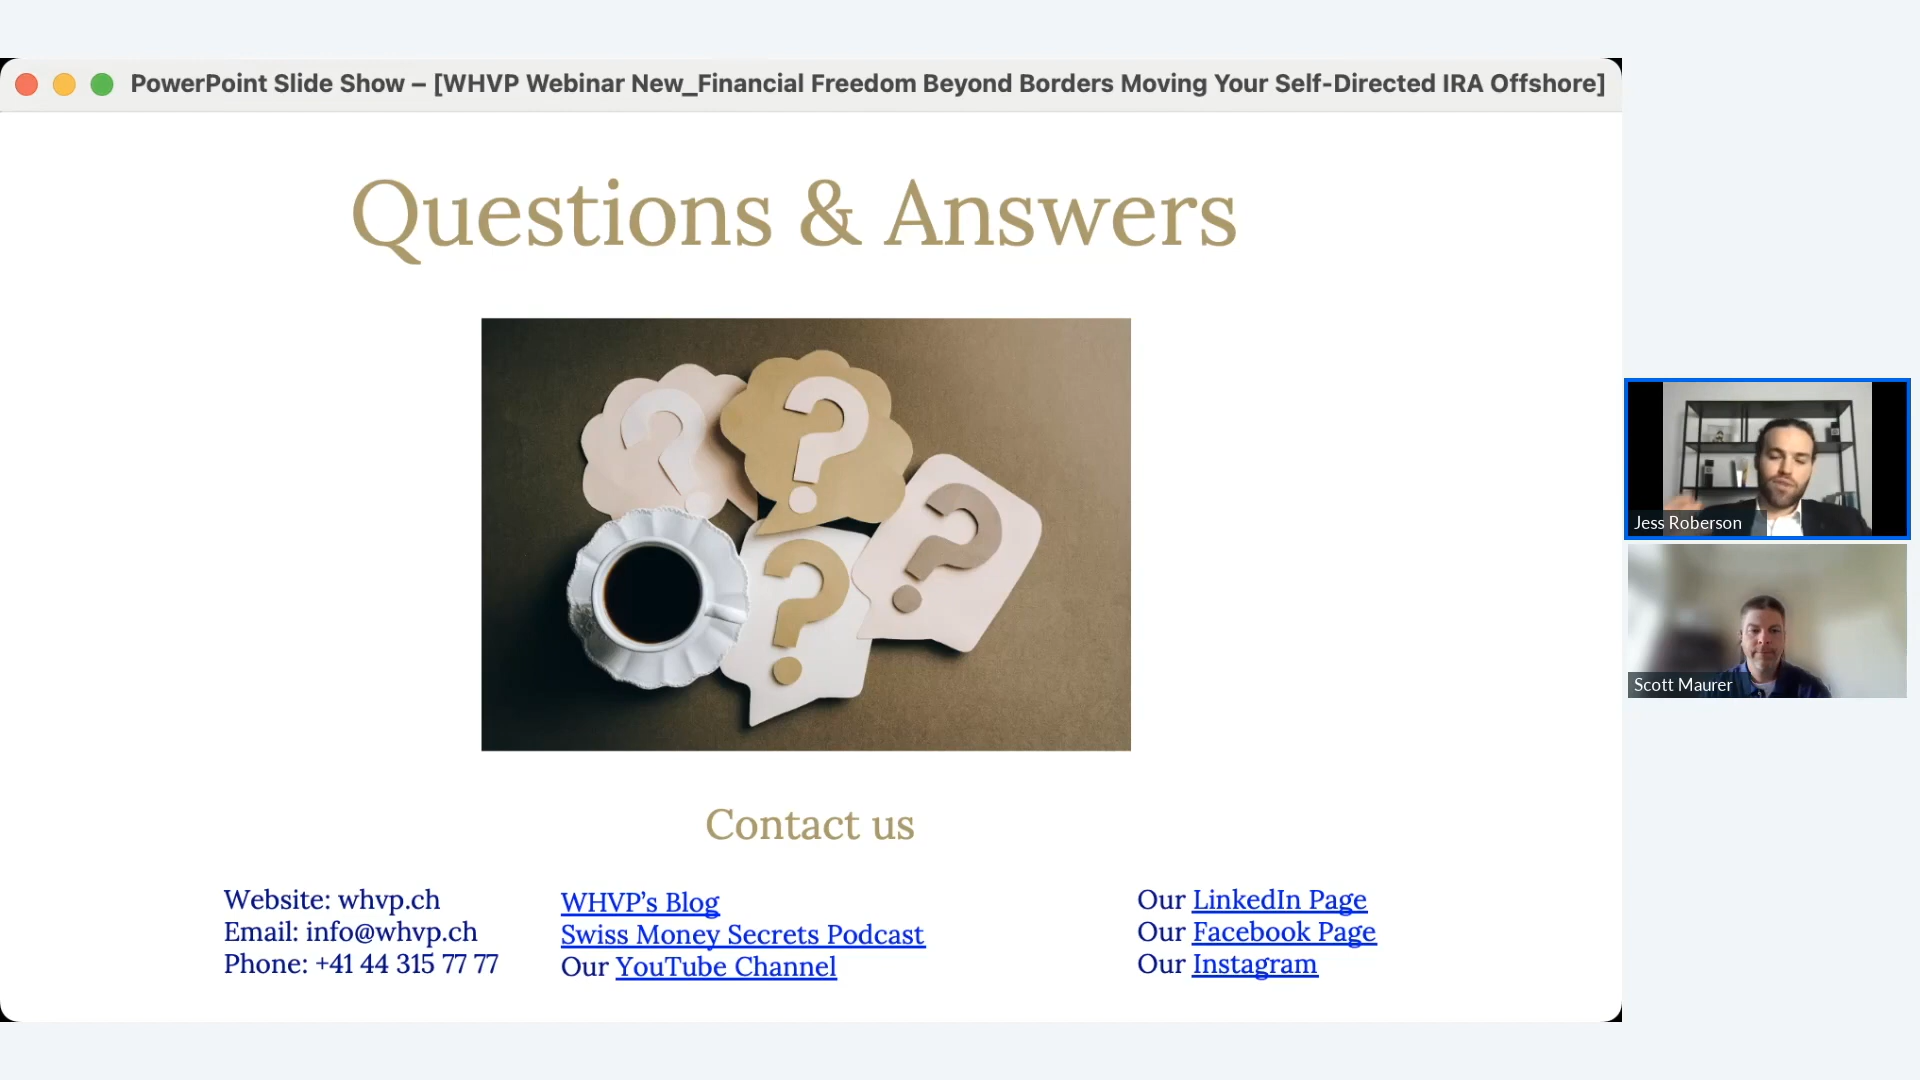 PowerPoint Slide Show – [WHVP Webinar New_Financial Freedom Beyond Borders Moving Your Self-Directed IRA Offshore]
Questions & Answers
?
?
?
?
Contact us
Website: whvp.ch
Email: info@whvp.ch
Phone: +41 44 315 77 77
WHVP’s Blog
Swiss Money Secrets Podcast
Our YouTube Channel
Our LinkedIn Page
Our Facebook Page
Our Instagram
Jess Roberson
Scott Maurer